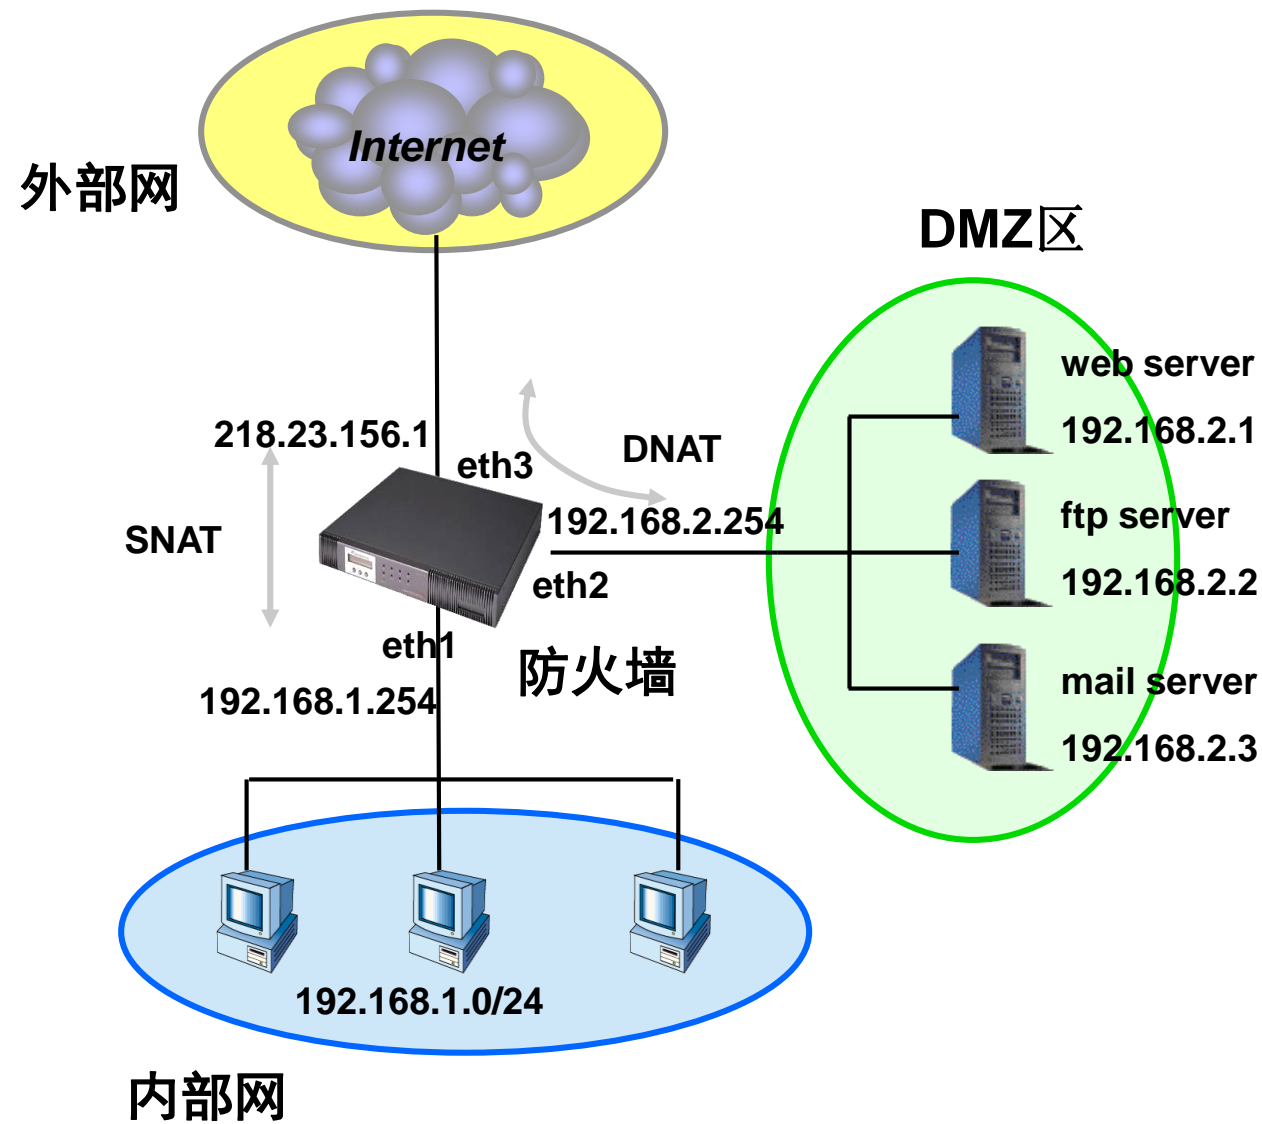 Internet
外部网
DMZ区
web server
192.168.2.1
218.23.156.1
eth3
DNAT
SNAT
192.168.2.254
ftp server
eth2
192.168.2.2
eth1
防火墙
192.168.1.254
mail server
192.168.2.3
192.168.1.0/24
内部网